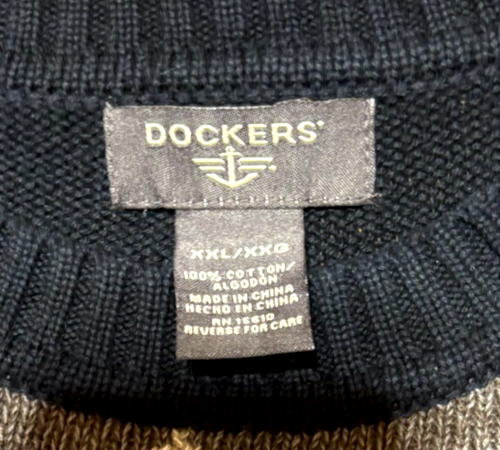 DOCKERS®
XXL/XXG
100% COTTON/
ALGODON
MADE IN CHINA
HECHO EN CHINA
RN 15610
REVERSE FOR CARE